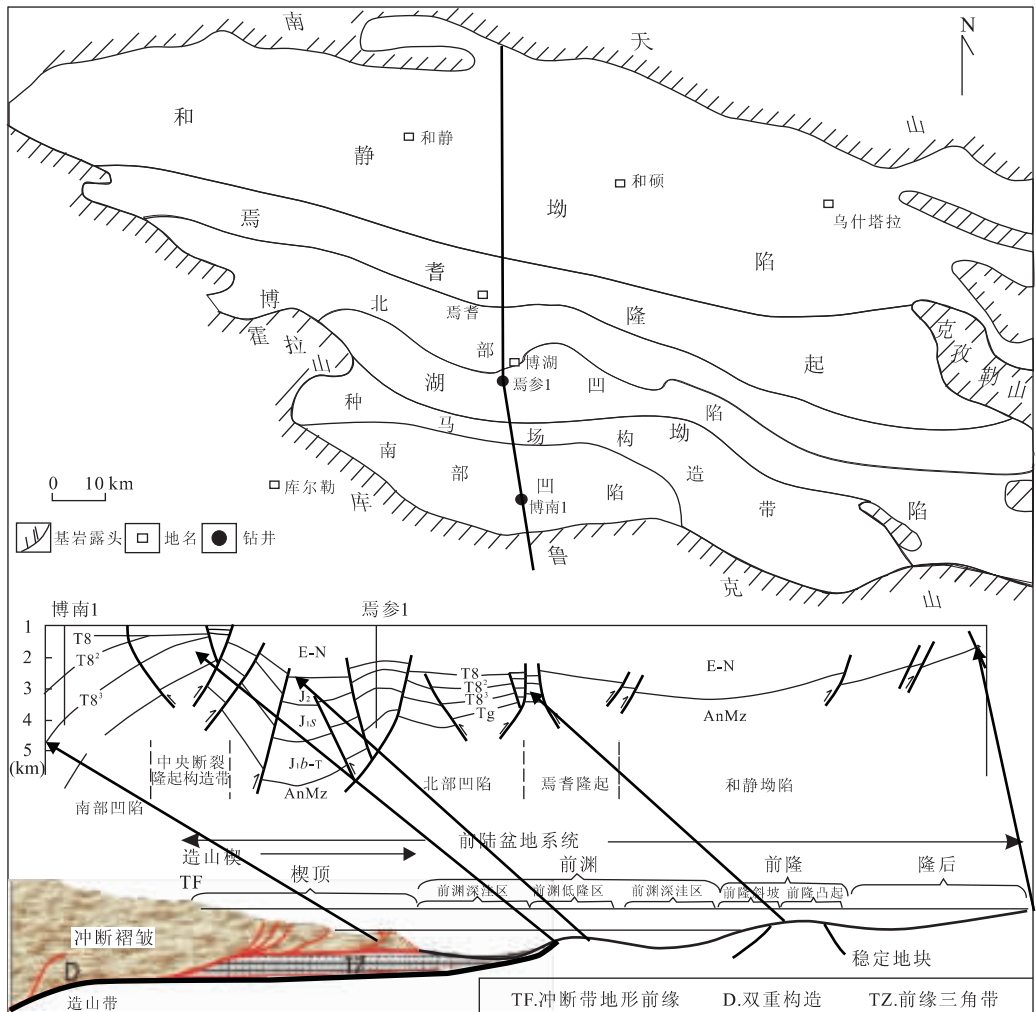 南
天
山
N
和
静
坳
陷
和静
和硕
乌什塔拉
焉
耆
隆
起
焉耆
克
孜
勒
山
博
霍
拉
山
北
部
凹
陷
博湖
焉参1
湖
坳
陷
种
马
场
构
造
带
南
部
凹
陷
博南1
0 10 km
库尔勒
库
鲁
克
山
基岩露头 地名 钻井
博南1 焉参1
1
2
3
4
5
(km)
T8
T8²
T8³
E-N
J₂
J₁s
J₁b-T
AnMz
T8
T8²
T8³
Tg
E-N
AnMz
南部凹陷
中央断裂
隆起构造带
北部凹陷
焉耆隆起
和静坳陷
前陆盆地系统
造山楔
TF
楔顶
前渊
前隆
隆后
前渊深洼区
前渊低隆区
前渊深洼区
前隆斜坡
前隆凸起
冲断褶皱
D
TZ
造山带
稳定地块
TF.冲断带地形前缘 D.双重构造 TZ.前缘三角带